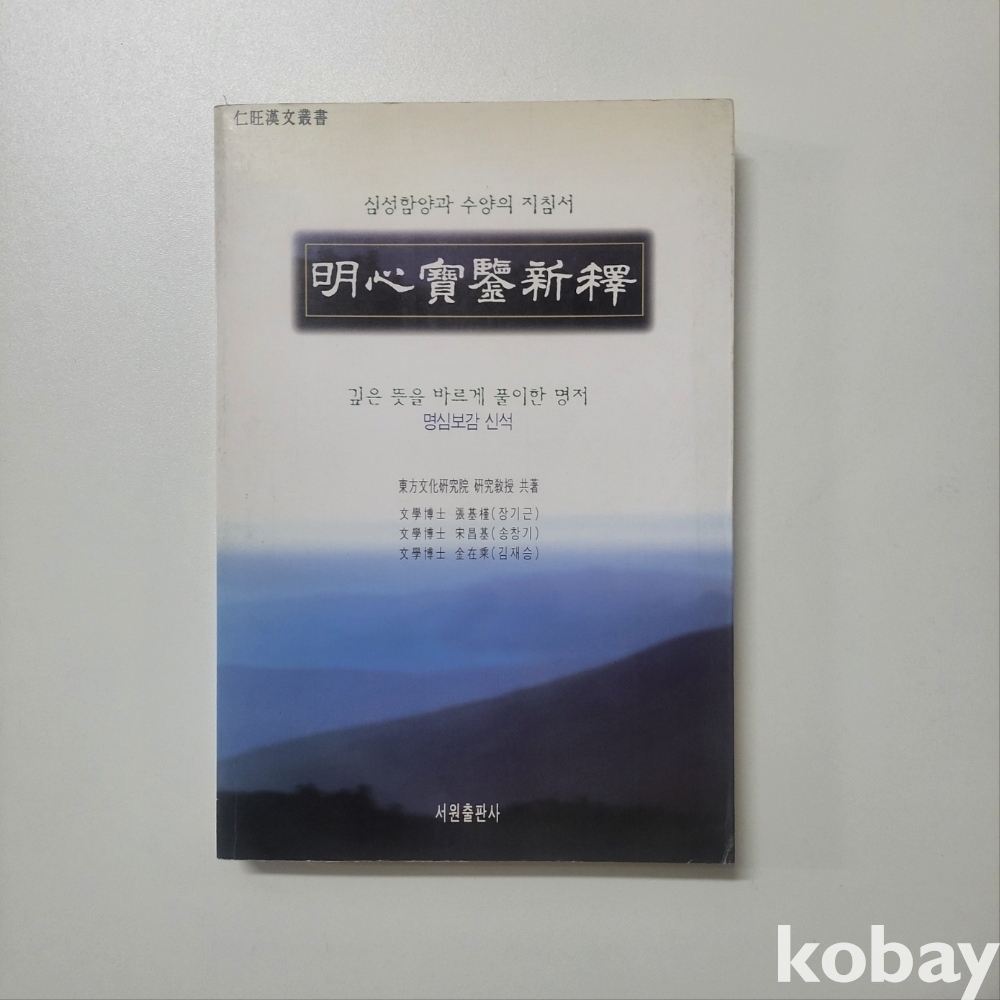 仁旺漢文叢書
심성함양과 수양의 지침서
明心寶鑒新釋
깊은 뜻을 바르게 풀이한 명저
명심보감 신석
東方文化硏究院 硏究敎授 共著
文學博士 張基槿(장기근)
文學博士 宋昌基(송창기)
文學博士 金在乘(김재승)
서원출판사
kobay